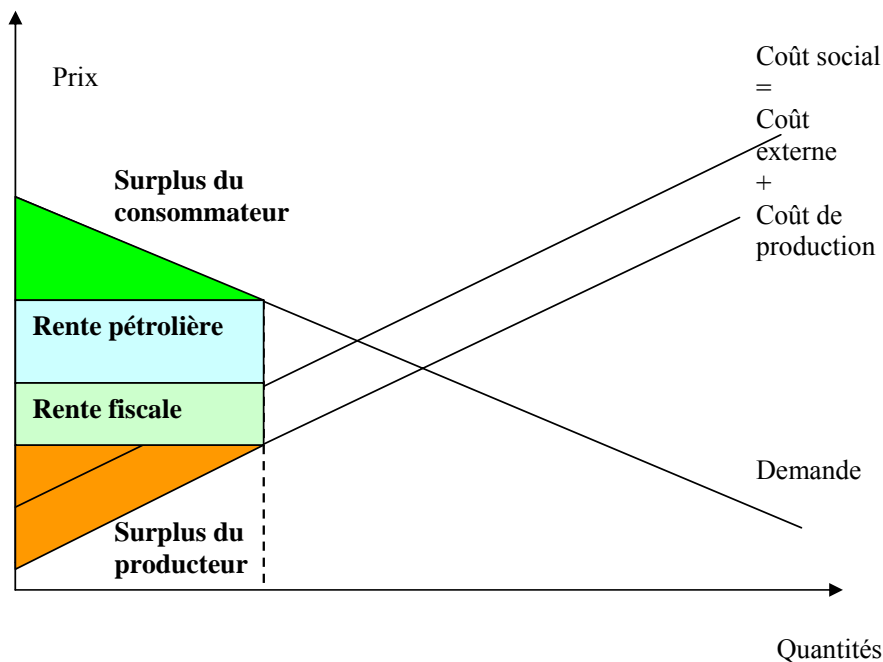 Prix
Coût social
=
Coût
externe
+
Coût de
production
Surplus du
consommateur
Rente pétrolière
Rente fiscale
Demande
Surplus du
producteur
Quantités